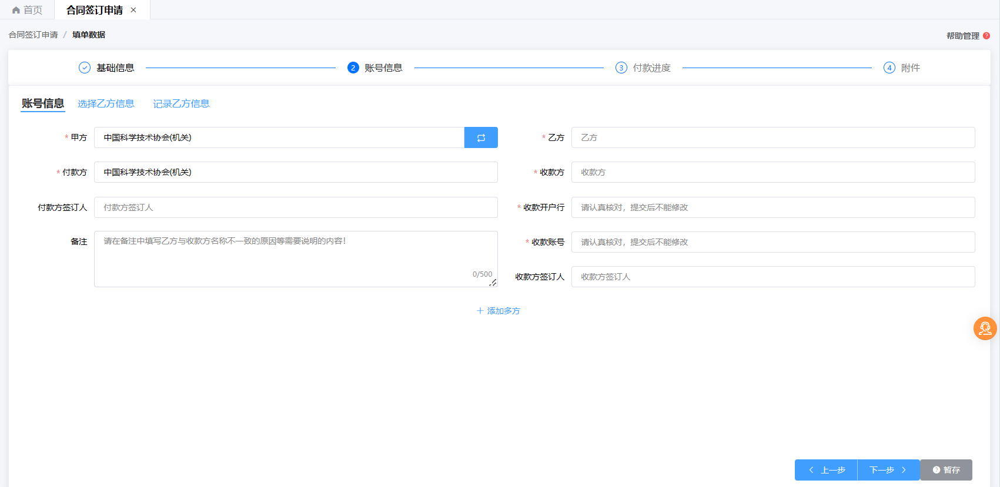 首页
合同签订申请 ×
合同签订申请 / 填单数据
帮助管理 ?
基础信息
2 账号信息
3 付款进度
4 附件
账号信息 选择乙方信息 记录乙方信息
* 甲方 中国科学技术协会(机关)
* 乙方 乙方
* 付款方 中国科学技术协会(机关)
* 收款方 收款方
付款方签订人 付款方签订人
* 收款开户行 请认真核对，提交后不能修改
备注 请在备注中填写乙方与收款方名称不一致的原因等需要说明的内容！
0/500
* 收款账号 请认真核对，提交后不能修改
收款方签订人 收款方签订人
+ 添加多方
< 上一步 下一步 > ? 暂存